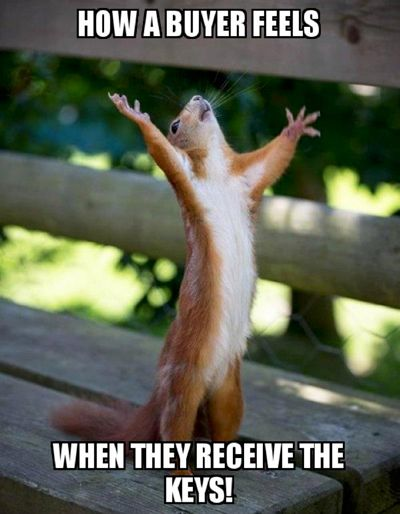 HOW A BUYER FEELS
WHEN THEY RECEIVE THE
KEYS!